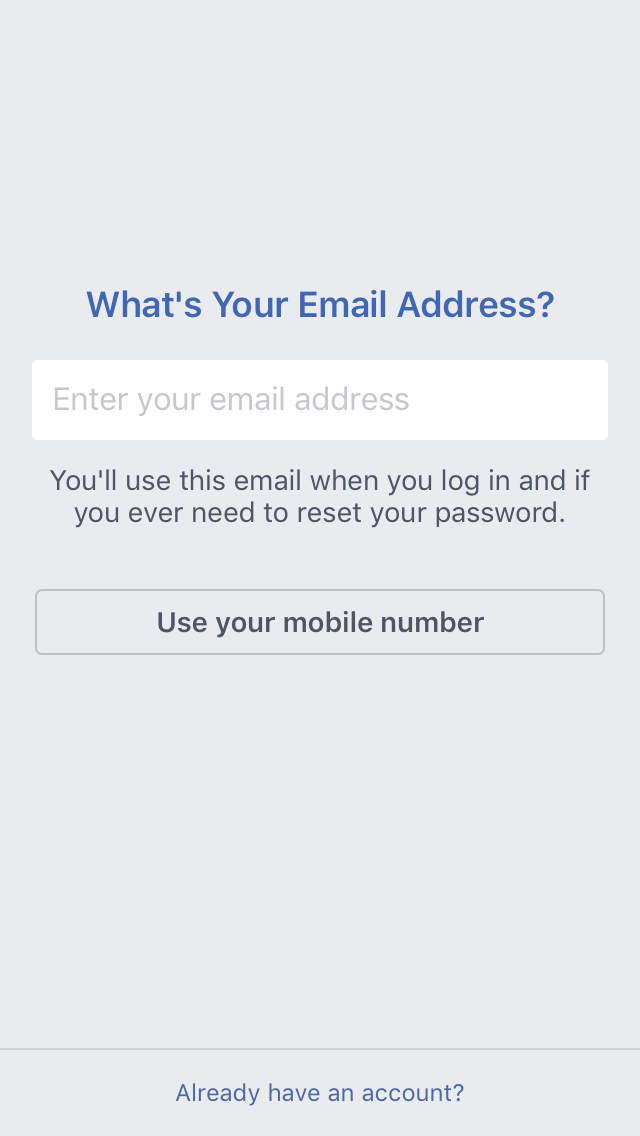 What's Your Email Address?
Enter your email address
You'll use this email when you log in and if
you ever need to reset your password.
Use your mobile number
Already have an account?